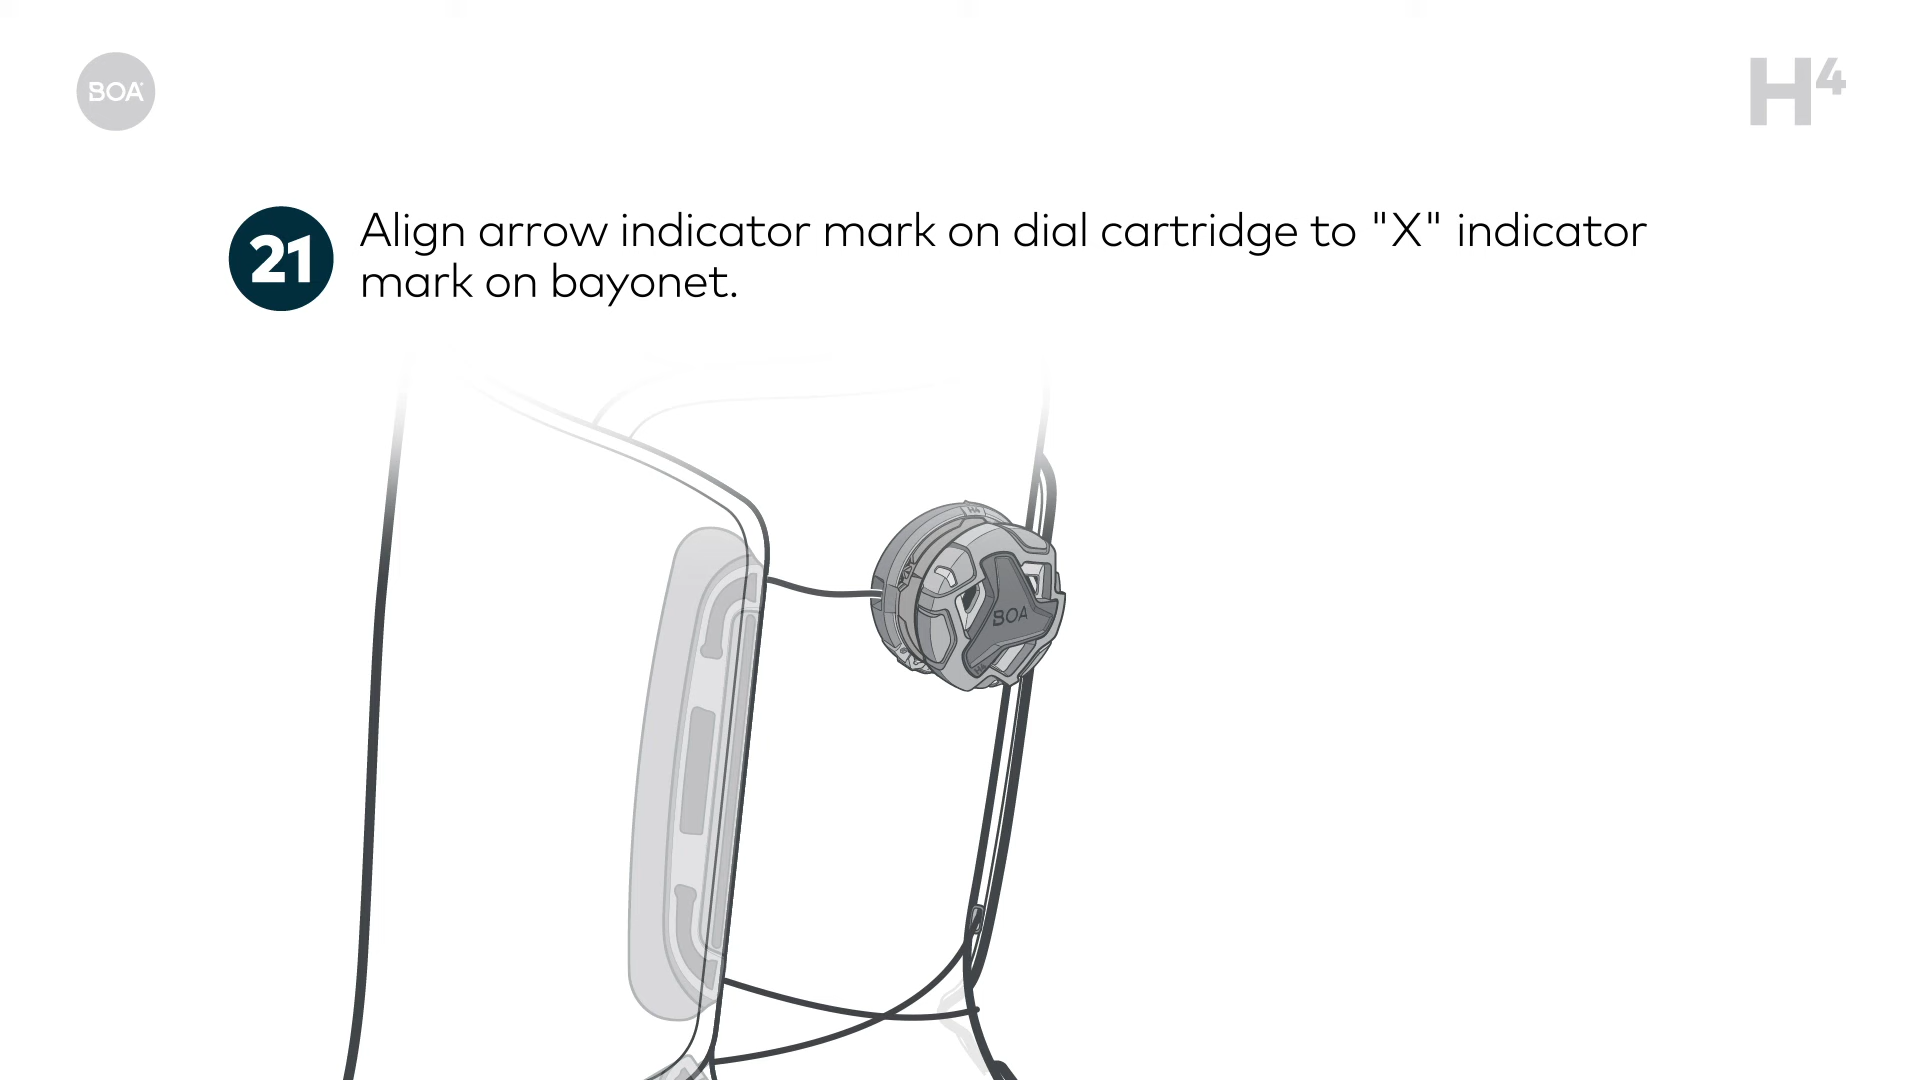 BOA
H4
21
Align arrow indicator mark on dial cartridge to "X" indicator
mark on bayonet.
BOA